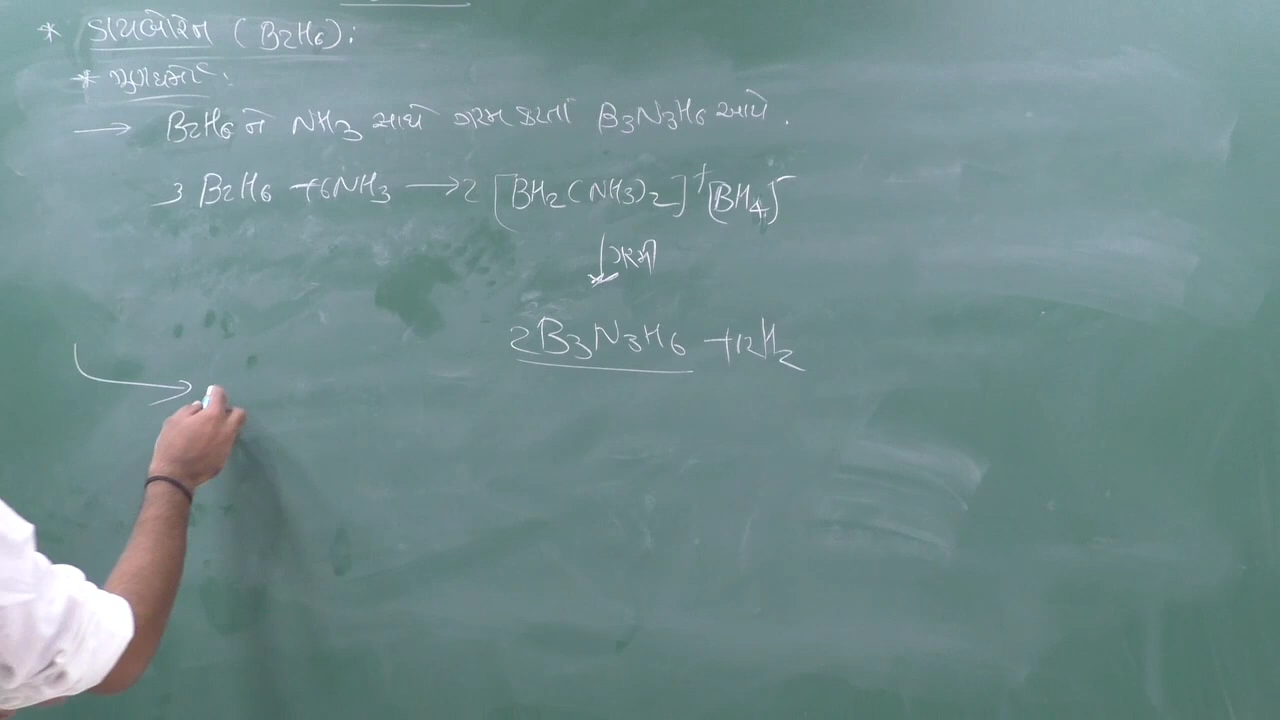 * ડાયબોરેન (B2H6):
* ગુણધર્મો:
→ B2H6 ને NH3 સાથે ગરમ કરતાં B3N3H6 આપે.
3 B2H6 + 6NH3 → 2 [BH2(NH3)2]+ [BH4]-
↓ ગરમી
2B3N3H6 + 12H2